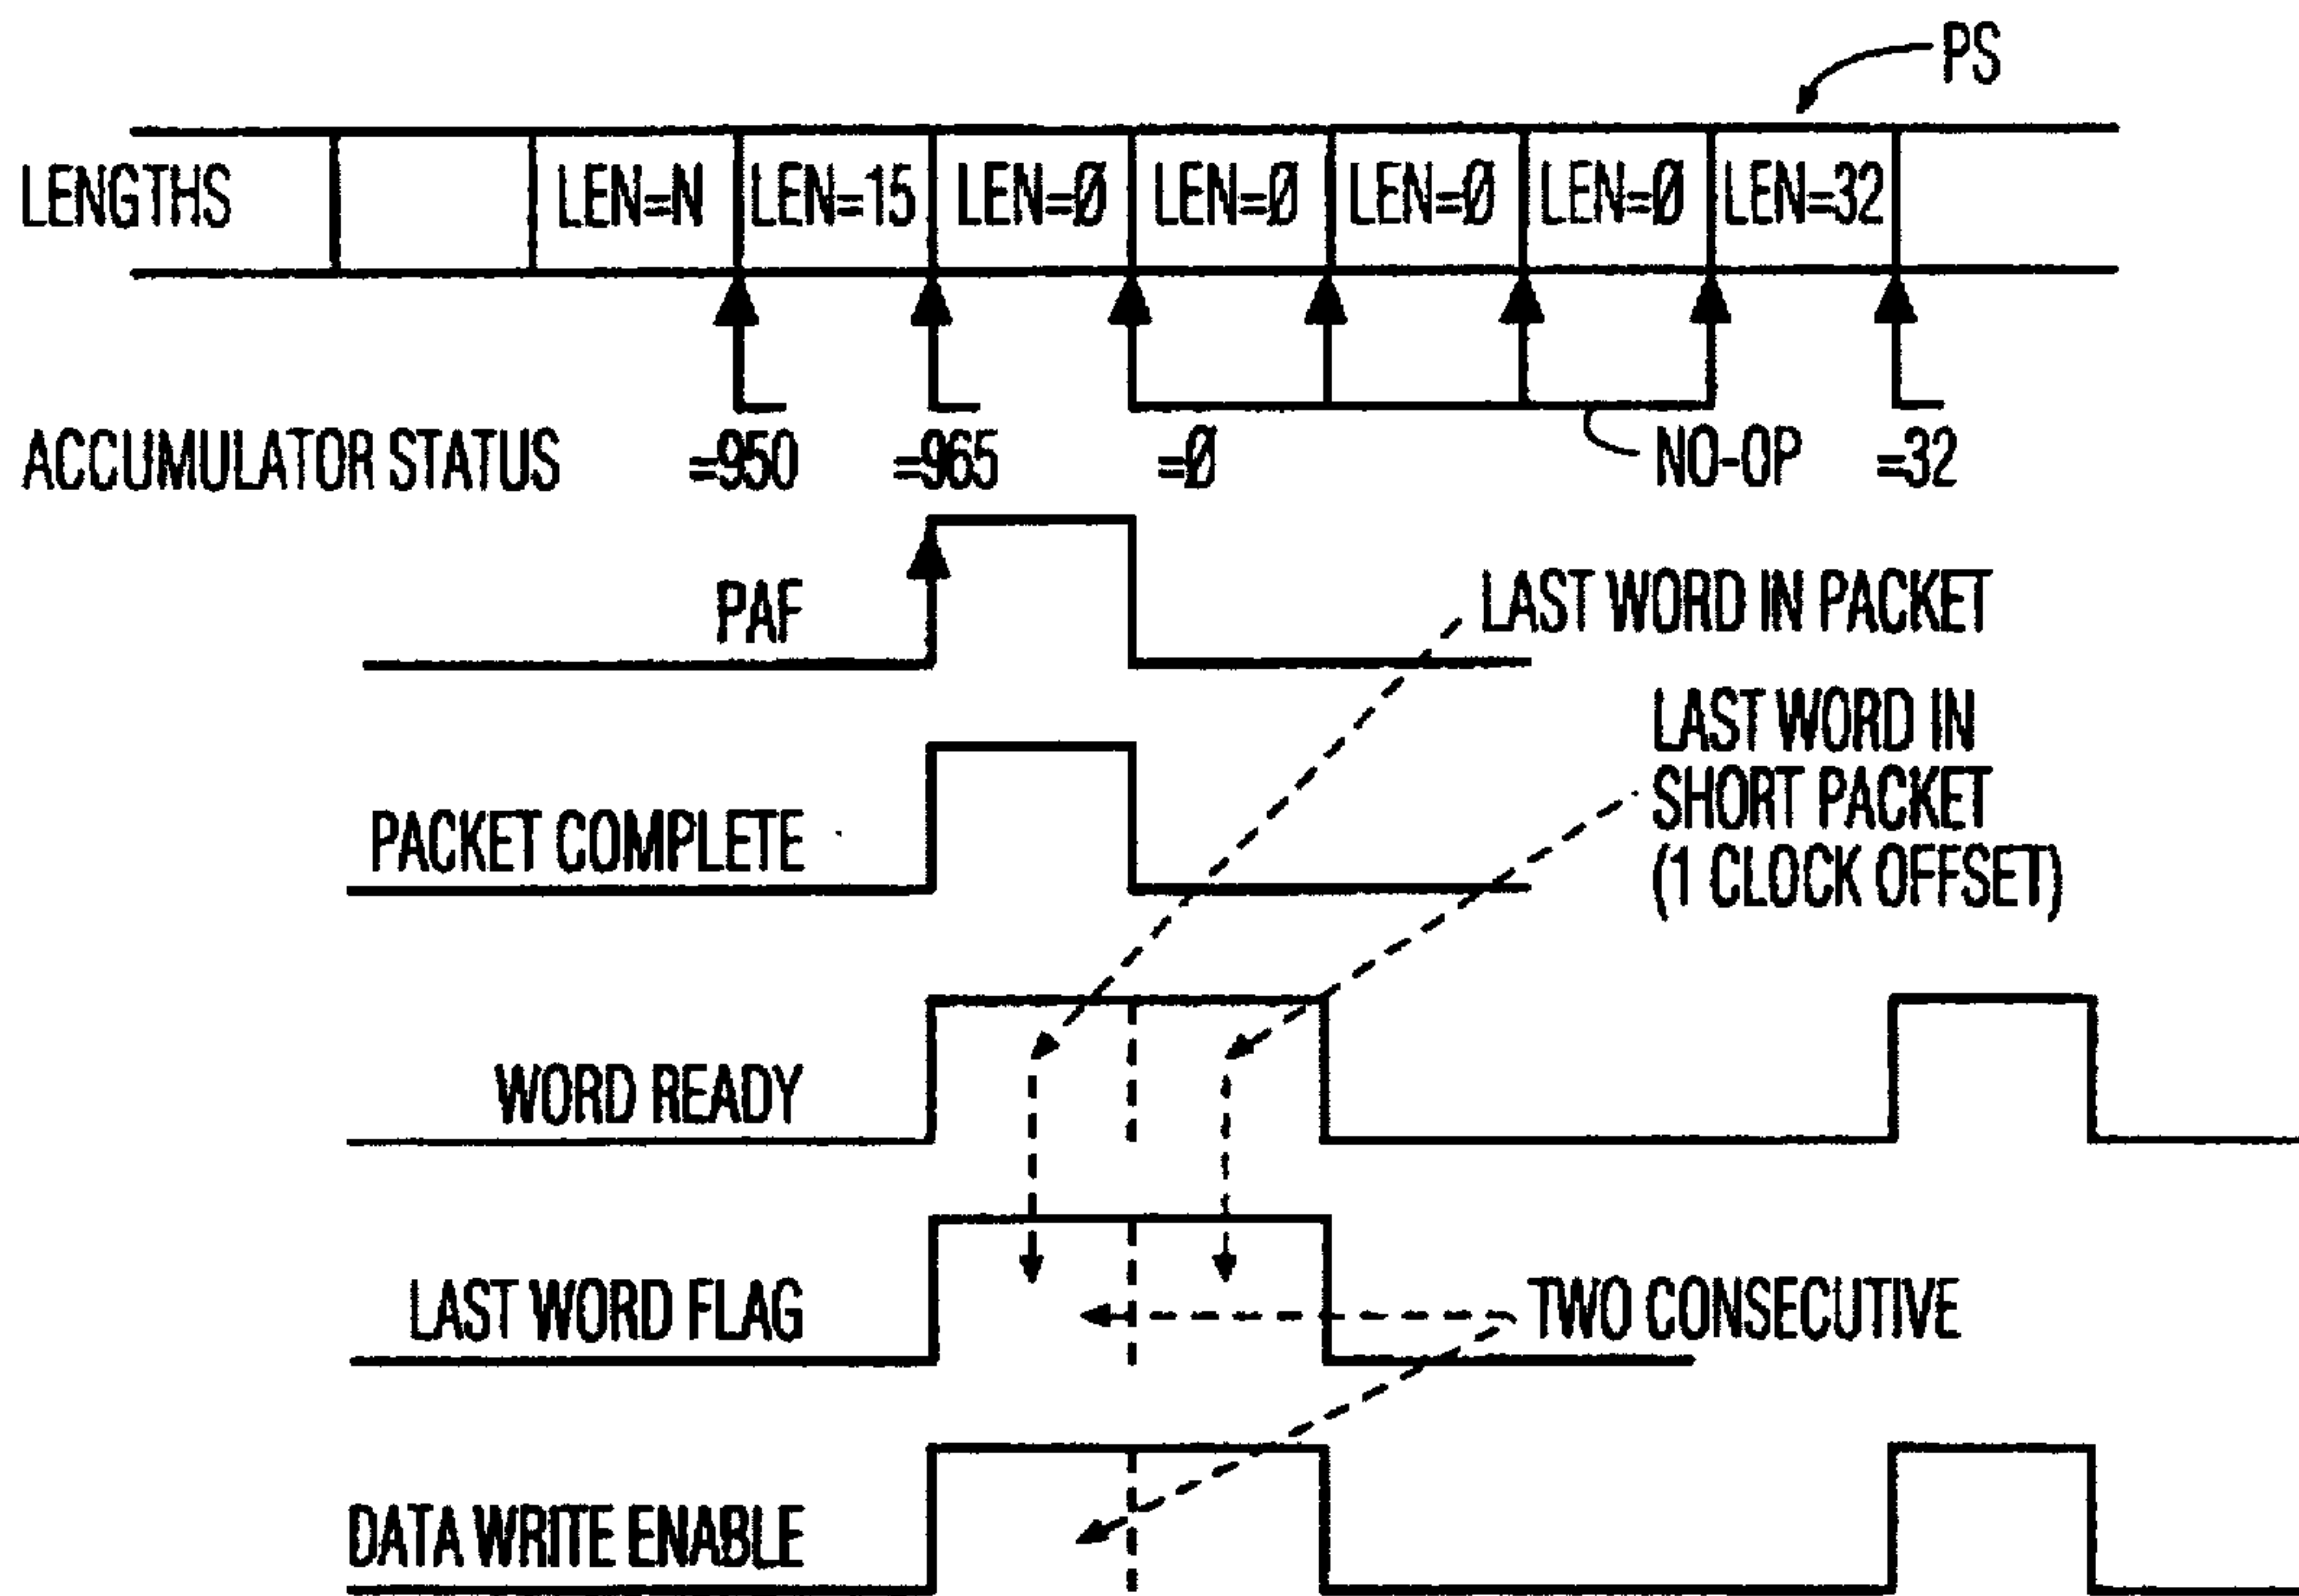 PS
LENGTHS LEN=N LEN=15 LEN=Ø LEN=Ø LEN=Ø LEN=Ø LEN=32
ACCUMULATOR STATUS =950 =965 =Ø NO-OP =32
PAF
LAST WORD IN PACKET
LAST WORD IN
SHORT PACKET
(1 CLOCK OFFSET)
PACKET COMPLETE
WORD READY
LAST WORD FLAG
TWO CONSECUTIVE
DATA WRITE ENABLE